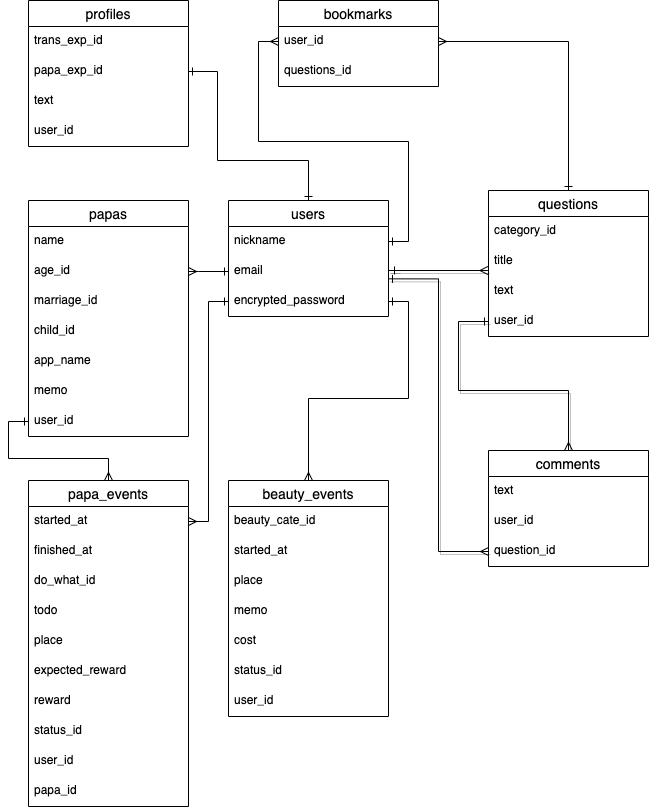 profiles
trans_exp_id
papa_exp_id
text
user_id
bookmarks
user_id
questions_id
papas
name
age_id
marriage_id
child_id
app_name
memo
user_id
users
nickname
email
encrypted_password
questions
category_id
title
text
user_id
comments
text
user_id
question_id
papa_events
started_at
finished_at
do_what_id
todo
place
expected_reward
reward
status_id
user_id
papa_id
beauty_events
beauty_cate_id
started_at
place
memo
cost
status_id
user_id